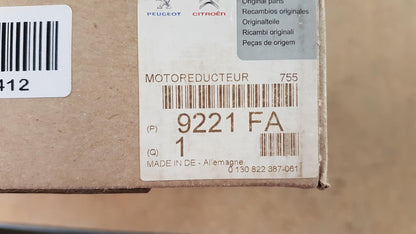 Original parts
Recambios originales
Originalteile
Ricambi originali
Peças de origem
PEUGEOT CITROËN
412
MOTOREDUCTEUR 755
(P) 9221 FA
(Q) 1
MADE IN DE - Allemagne
0 130 822 387-061